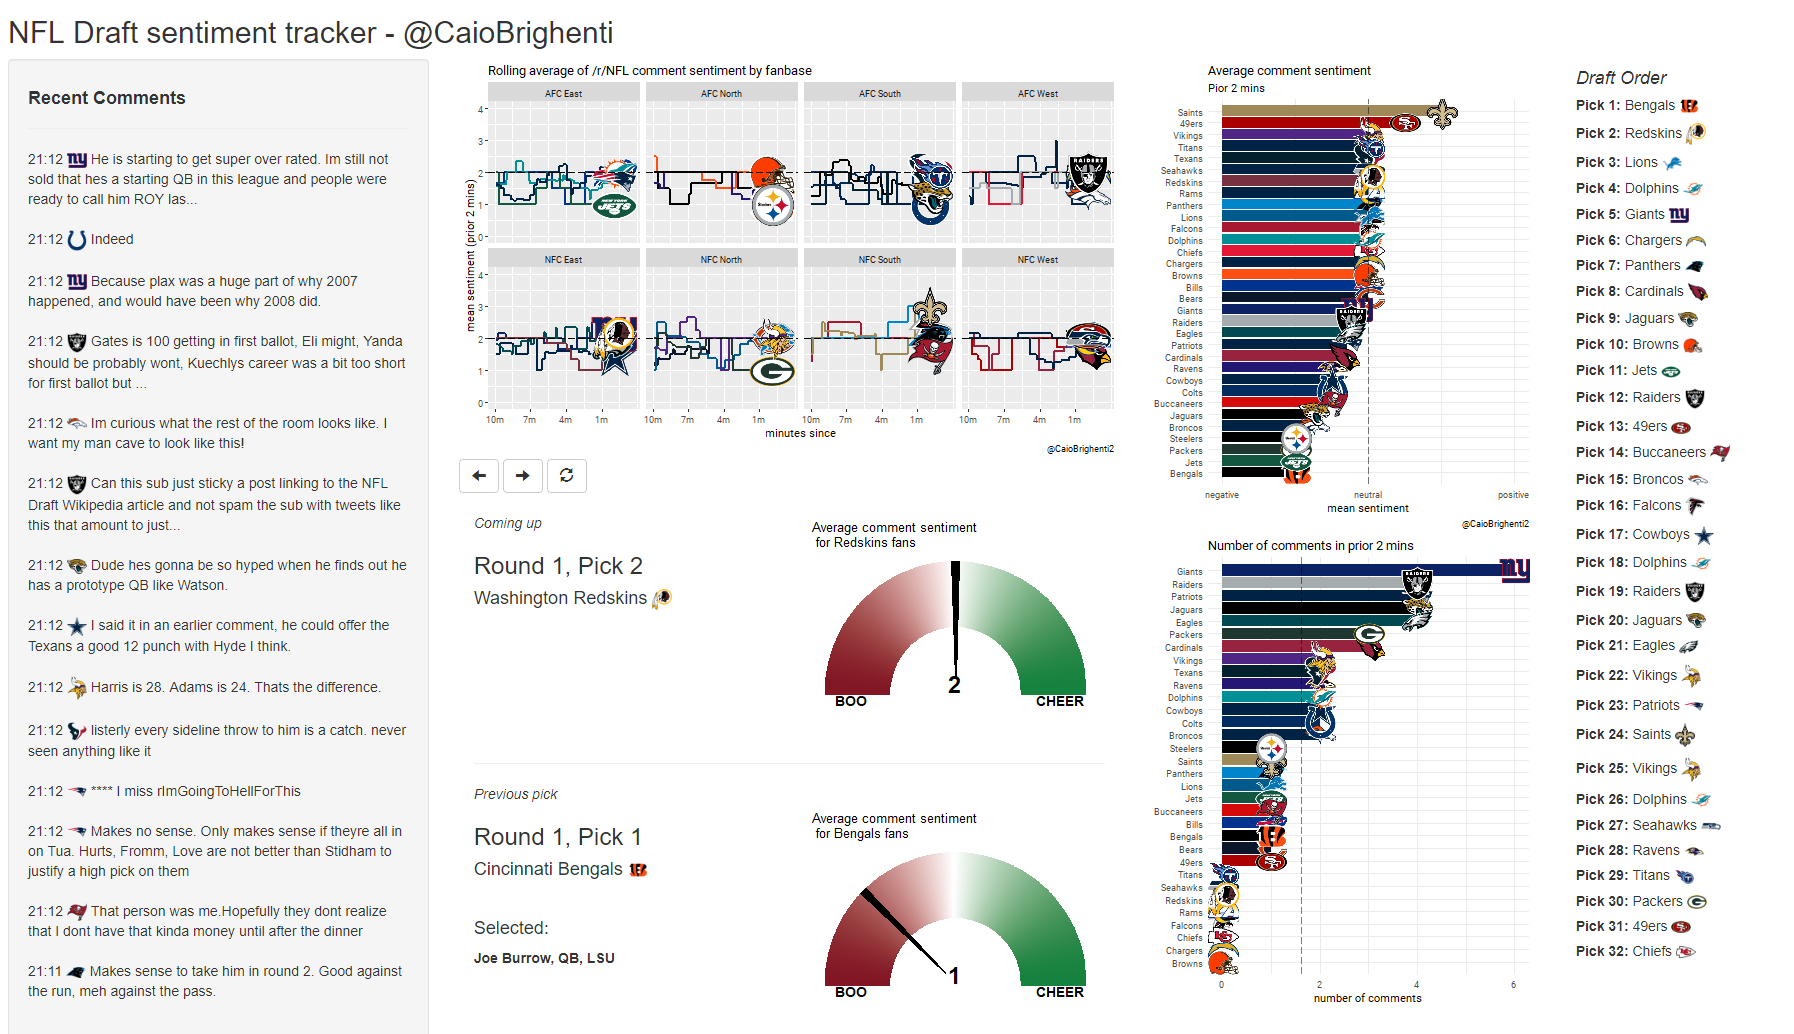 NFL Draft sentiment tracker - @CaioBrighenti
Recent Comments
21:12 He is starting to get super over rated. Im still not
sold that hes a starting QB in this league and people were
ready to call him ROY las...
21:12 Indeed
21:12 Because plax was a huge part of why 2007
happened, and would have been why 2008 did.
21:12 Gates is 100 getting in first ballot, Eli might, Yanda
should be probably wont, Kuechlys career was a bit too short
for first ballot but ...
21:12 Im curious what the rest of the room looks like. I
want my man cave to look like this!
21:12 Can this sub just sticky a post linking to the NFL
Draft Wikipedia article and not spam the sub with tweets like
this that amount to just...
21:12 Dude hes gonna be so hyped when he finds out he
has a prototype QB like Watson.
21:12 I said it in an earlier comment, he could offer the
Texans a good 12 punch with Hyde I think.
21:12 Harris is 28. Adams is 24. Thats the difference.
21:12 listerly every sideline throw to him is a catch. never
seen anything like it
21:12 **** I miss rImGoingToHellForThis
21:12 Makes no sense. Only makes sense if theyre all in
on Tua. Hurts, Fromm, Love are not better than Stidham to
justify a high pick on them
21:12 That person was me.Hopefully they dont realize
that I dont have that kinda money until after the dinner
21:11 Makes sense to take him in round 2. Good against
the run, meh against the pass.
Rolling average of /r/NFL comment sentiment by fanbase
AFC East AFC North AFC South AFC West
4
3
2
1
0
NFC East NFC North NFC South NFC West
4
3
2
1
0
mean sentiment (prior 2 mins)
10m 7m 4m 1m 10m 7m 4m 1m 10m 7m 4m 1m 10m 7m 4m 1m
minutes since
@CaioBrighenti2
Coming up
Round 1, Pick 2
Washington Redskins
Average comment sentiment
for Redskins fans
2
BOO CHEER
Previous pick
Round 1, Pick 1
Cincinnati Bengals
Selected:
Joe Burrow, QB, LSU
Average comment sentiment
for Bengals fans
1
BOO CHEER
Average comment sentiment
Pior 2 mins
Saints
49ers
Vikings
Titans
Texans
Seahawks
Redskins
Rams
Panthers
Lions
Falcons
Dolphins
Chiefs
Chargers
Browns
Bills
Bears
Giants
Raiders
Eagles
Patriots
Cardinals
Ravens
Cowboys
Colts
Buccaneers
Jaguars
Broncos
Steelers
Packers
Jets
Bengals
negative neutral positive
mean sentiment
@CaioBrighenti2
Number of comments in prior 2 mins
Giants
Raiders
Patriots
Jaguars
Eagles
Packers
Cardinals
Vikings
Texans
Ravens
Dolphins
Cowboys
Colts
Broncos
Steelers
Saints
Panthers
Lions
Jets
Buccaneers
Bills
Bengals
Bears
49ers
Titans
Seahawks
Redskins
Rams
Falcons
Chiefs
Chargers
Browns
0 2 4 6
number of comments
Draft Order
Pick 1: Bengals
Pick 2: Redskins
Pick 3: Lions
Pick 4: Dolphins
Pick 5: Giants
Pick 6: Chargers
Pick 7: Panthers
Pick 8: Cardinals
Pick 9: Jaguars
Pick 10: Browns
Pick 11: Jets
Pick 12: Raiders
Pick 13: 49ers
Pick 14: Buccaneers
Pick 15: Broncos
Pick 16: Falcons
Pick 17: Cowboys
Pick 18: Dolphins
Pick 19: Raiders
Pick 20: Jaguars
Pick 21: Eagles
Pick 22: Vikings
Pick 23: Patriots
Pick 24: Saints
Pick 25: Vikings
Pick 26: Dolphins
Pick 27: Seahawks
Pick 28: Ravens
Pick 29: Titans
Pick 30: Packers
Pick 31: 49ers
Pick 32: Chiefs